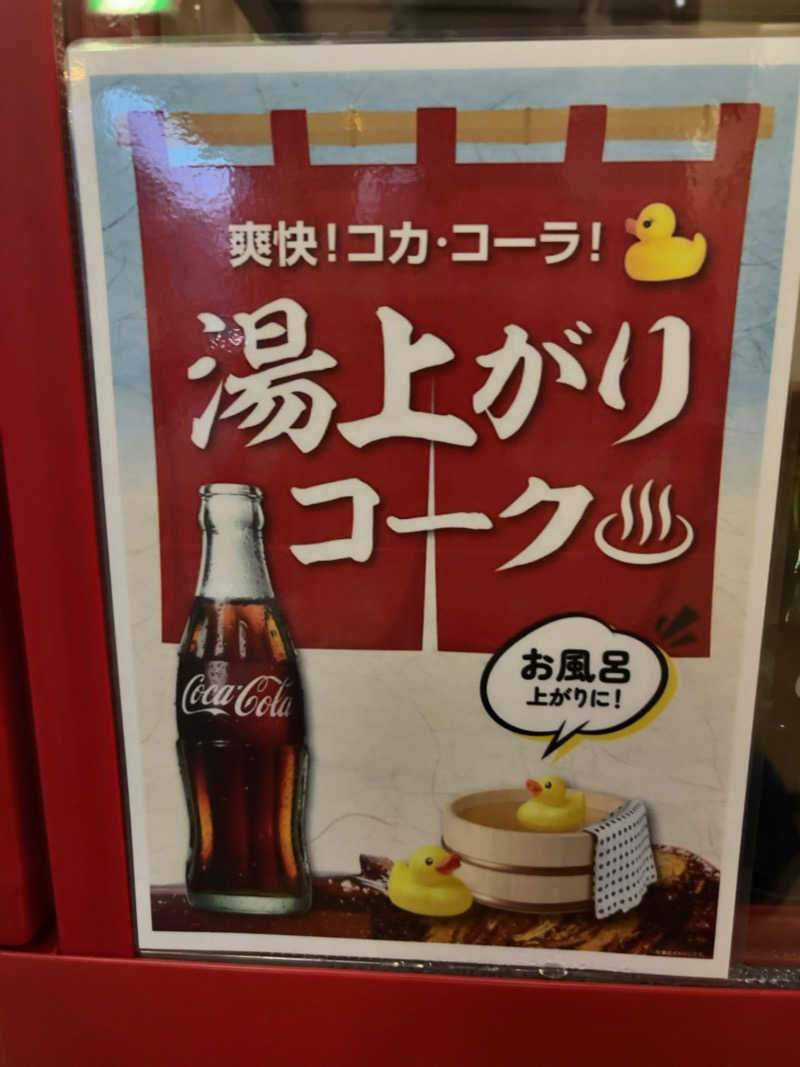 爽快!コカ・コーラ!
湯上がり
コーク♨
お風呂
上がりに!
Coca-Cola